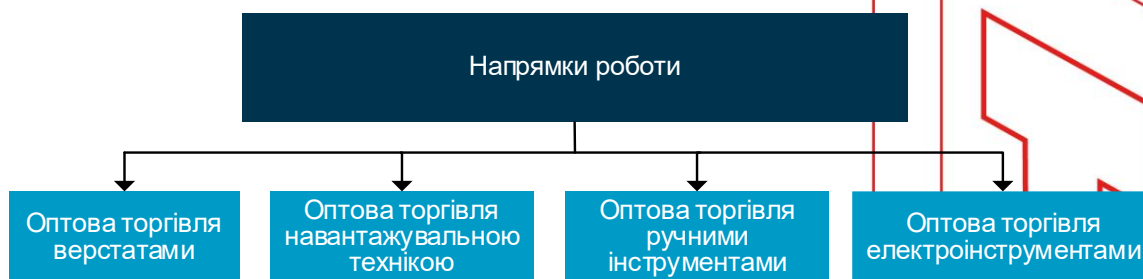 Напрямки роботи
Оптова торгівля
верстатами
Оптова торгівля
навантажувальною
технікою
Оптова торгівля
ручними
інструментами
Оптова торгівля
електроінструментами